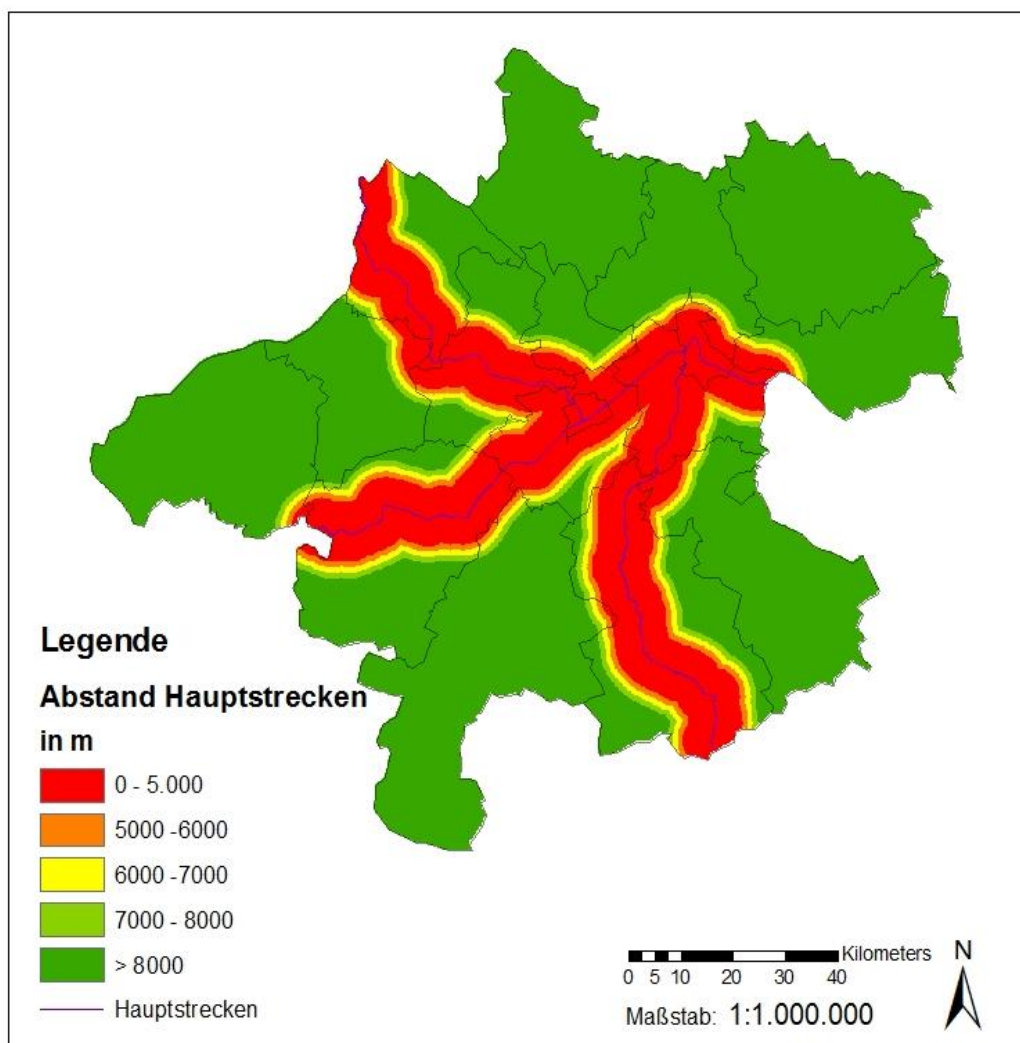 Legende
Abstand Hauptstrecken
in m
0 - 5.000
5000 -6000
6000 -7000
7000 - 8000
> 8000
Hauptstrecken
Kilometers
0 5 10 20 30 40
Maßstab: 1:1.000.000
N